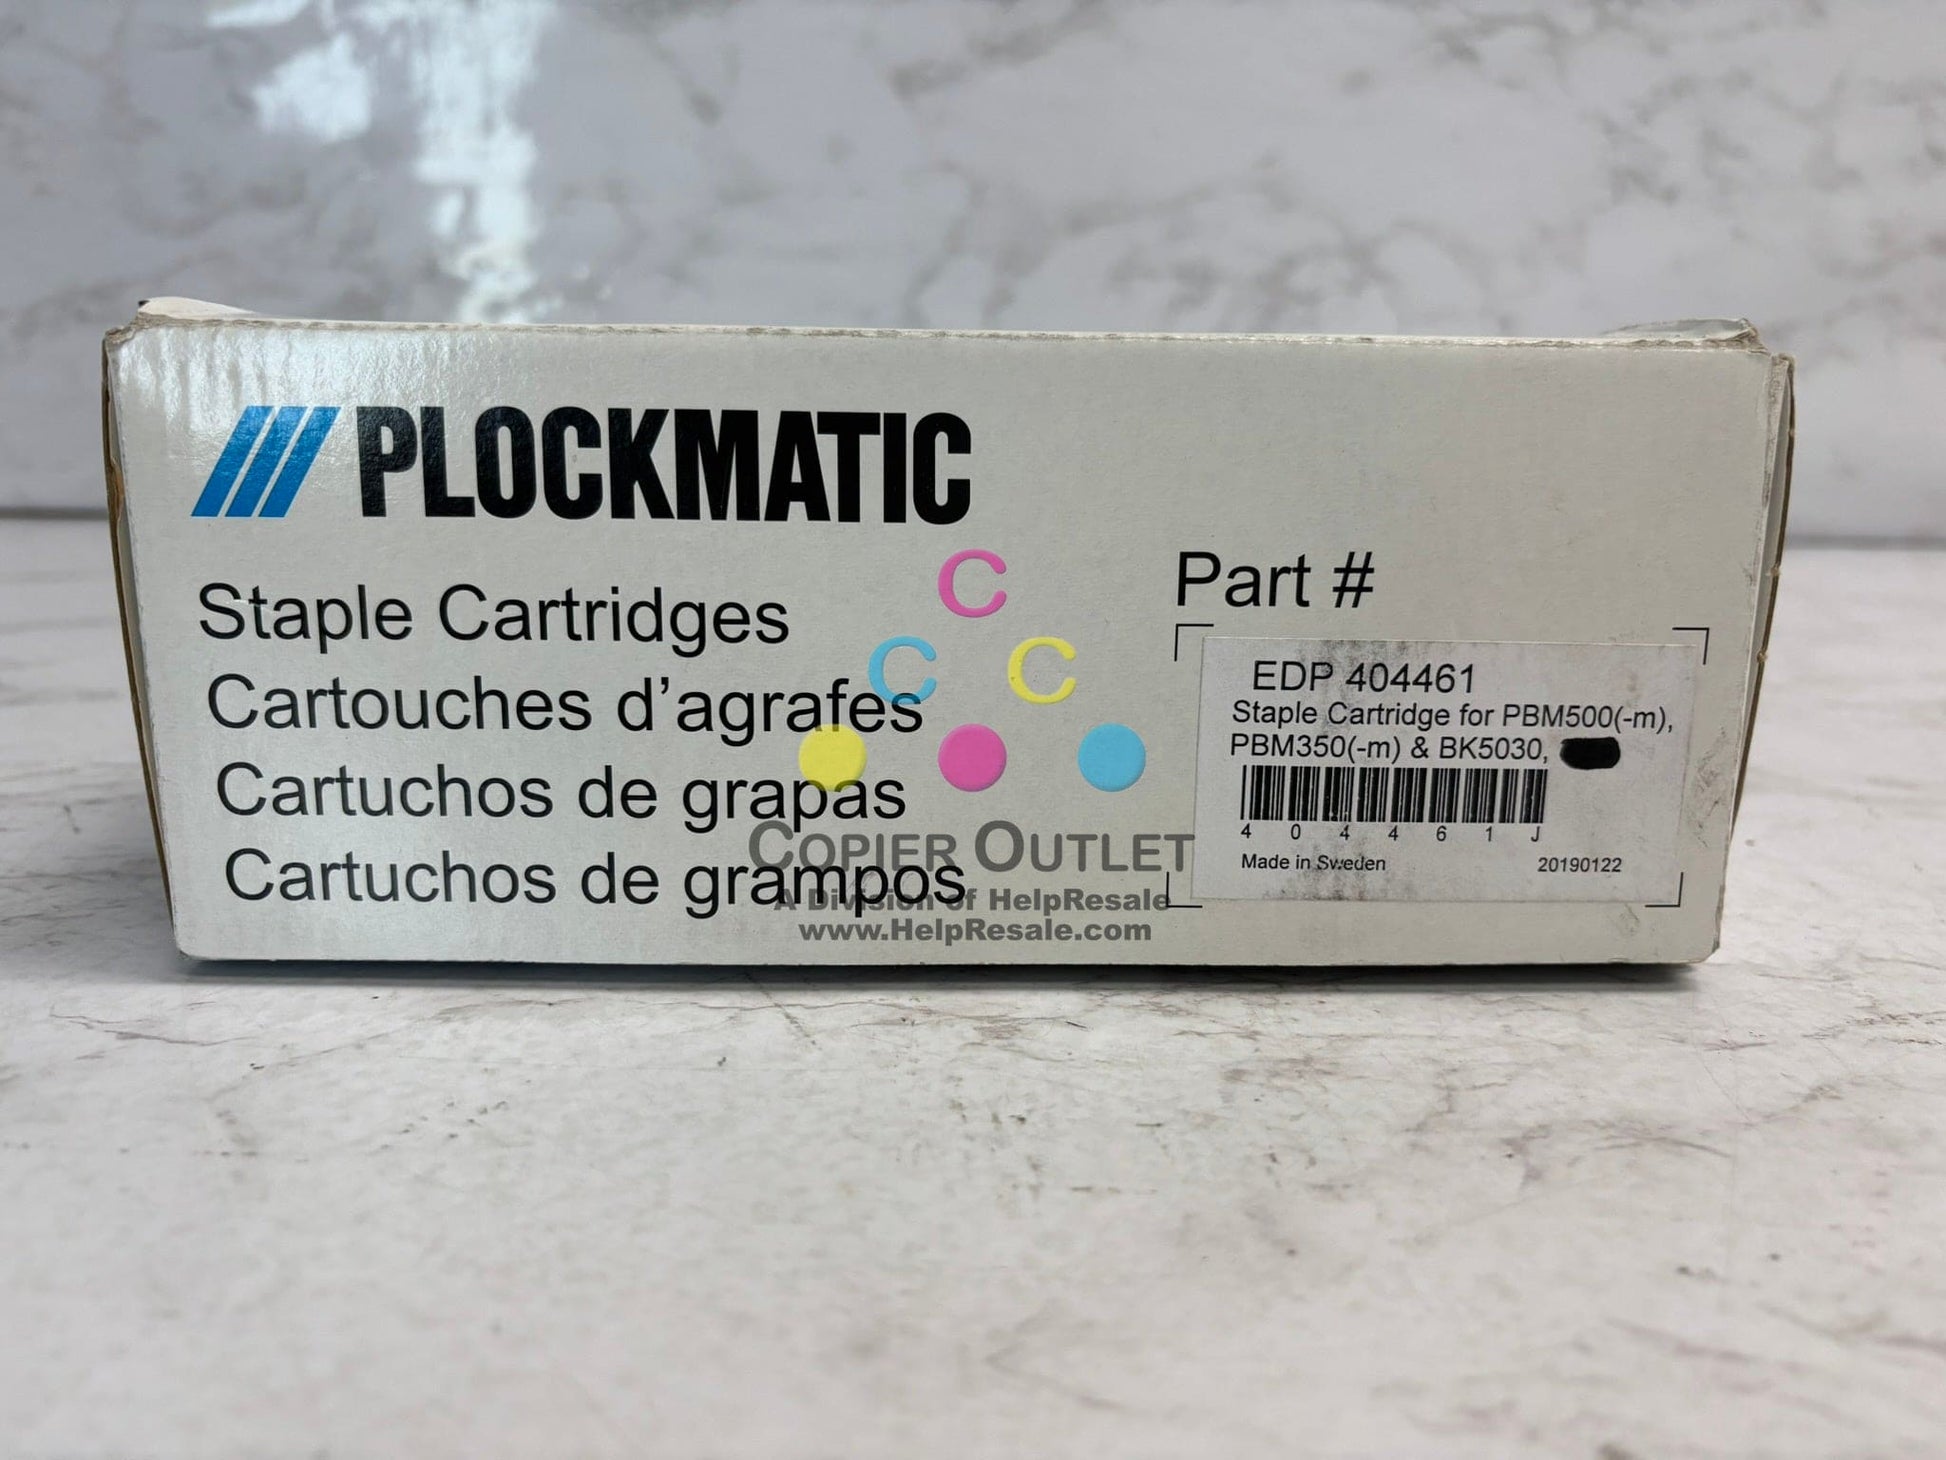 PLOCKMATIC
Staple Cartridges
Cartouches d’agrafes
Cartuchos de grapas
Cartuchos de grampos
Part #
EDP 404461
Staple Cartridge for PBM500(-m),
PBM350(-m) & BK5030,
4 0 4 4 6 1 J
Made in Sweden 20190122
C
C C
COPIER OUTLET
A Division of HelpResale
www.HelpResale.com